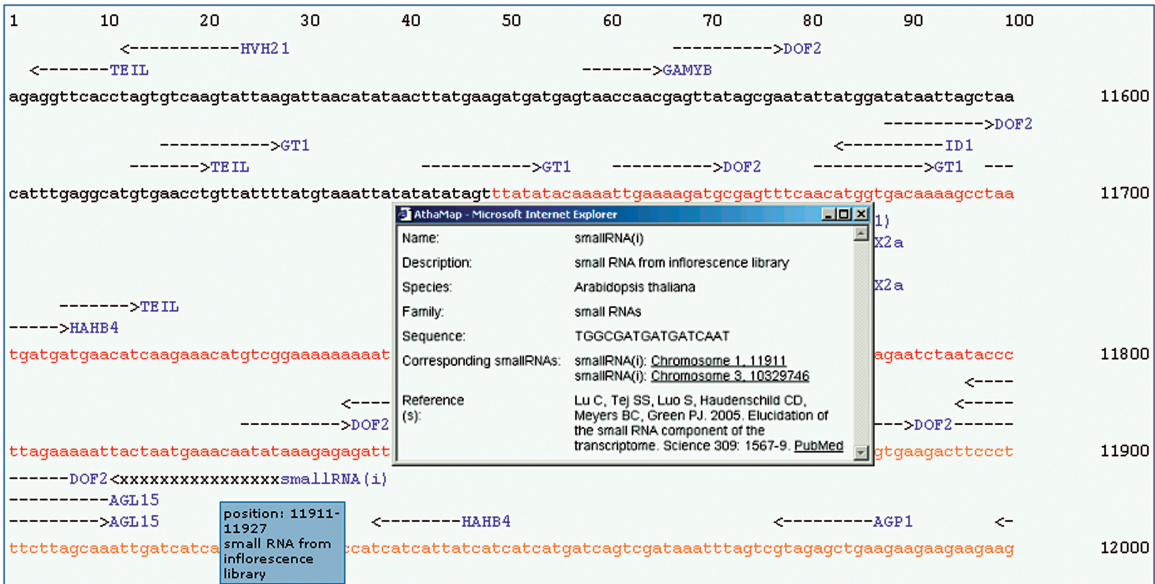 1 10 20 30 40 50 60 70 80 90 100
<-----------HVH21 ----------->DOF2
<-------TEIL ------->GAMYB
agaggttcacctagtgtcaagtattaagattaacatataacttatgaagatgatgagtaaccaacgagttatagcgaatattatggatataattagctaa 11600
---------->DOF2
----------->GT1 <----------ID1
------->TEIL ----------->GT1 ---------->DOF2 ----------->GT1 ---
catttgaggcatgtgaacctgttattttatgtaaattatatatatagtttatatacaaaattgaaaagatgcgagtttcaacatggtgacaaaagcctaa 11700
AthaMap - Microsoft Internet Explorer
1)
Name: smallRNA(i)
X2a
Description: small RNA from inflorescence library
Species: Arabidopsis thaliana
X2a
------->TEIL
Family: small RNAs
----->HAHB4
Sequence: TGGCGATGATGATCAAT
tgatgatgaacatcaagaaacatgtcggaaaaaaaaat agaatctaataccc 11800
Corresponding smallRNAs: smallRNA(i): Chromosome 1, 11911
smallRNA(i): Chromosome 3, 10329746
<----
Reference (s): Lu C, Tej SS, Luo S, Haudenschild CD,
Meyers BC, Green PJ. 2005. Elucidation of
the small RNA component of the
transcriptome. Science 309: 1567-9. PubMed
<---- <-----
---------->DOF2 --->DOF2------
ttagaaaaattactaatgaaacaatataaagagagatt gtgaagacttccct 11900
------DOF2<xxxxxxxxxxxxxxxxsmallRNA(i)
----------AGL15
--------->AGL15 <--------HAHB4 <---------AGP1 <-
ttcttagcaaattgatcatca ccatcatcattatcatcatcatgatcagtcgataaatttagtcgtagagctgaagaagaagaagaag 12000
position: 11911-
11927
small RNA from
inflorescence
library